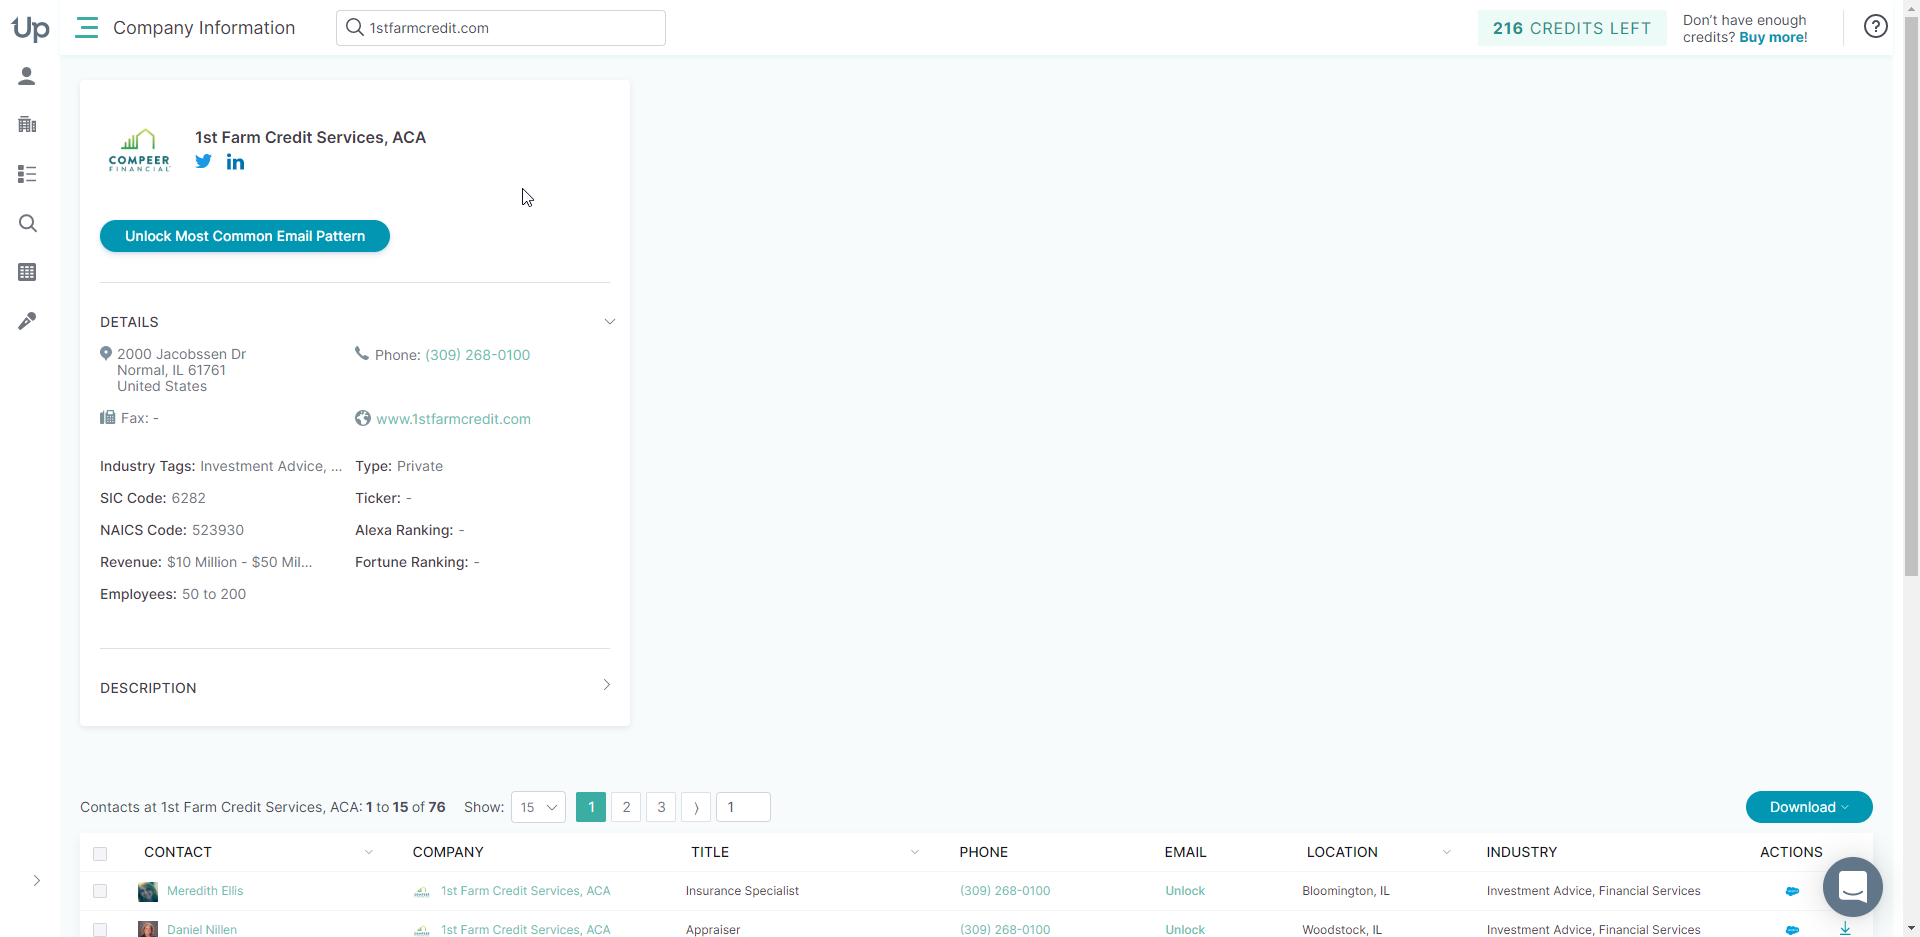 Up
Company Information
1stfarmcredit.com
216 CREDITS LEFT
Don't have enough
credits? Buy more!
COMPEER
FINANCIAL
1st Farm Credit Services, ACA
Unlock Most Common Email Pattern
DETAILS
2000 Jacobssen Dr
Normal, IL 61761
United States
Phone: (309) 268-0100
Fax: -
www.1stfarmcredit.com
Industry Tags: Investment Advice, ...
Type: Private
SIC Code: 6282
Ticker: -
NAICS Code: 523930
Alexa Ranking: -
Revenue: $10 Million - $50 Mil...
Fortune Ranking: -
Employees: 50 to 200
DESCRIPTION
Contacts at 1st Farm Credit Services, ACA: 1 to 15 of 76
Show: 15
1 2 3 1
Download
CONTACT COMPANY TITLE PHONE EMAIL LOCATION INDUSTRY ACTIONS
Meredith Ellis 1st Farm Credit Services, ACA Insurance Specialist (309) 268-0100 Unlock Bloomington, IL Investment Advice, Financial Services
Daniel Nillen 1st Farm Credit Services, ACA Appraiser (309) 268-0100 Unlock Woodstock, IL Investment Advice, Financial Services